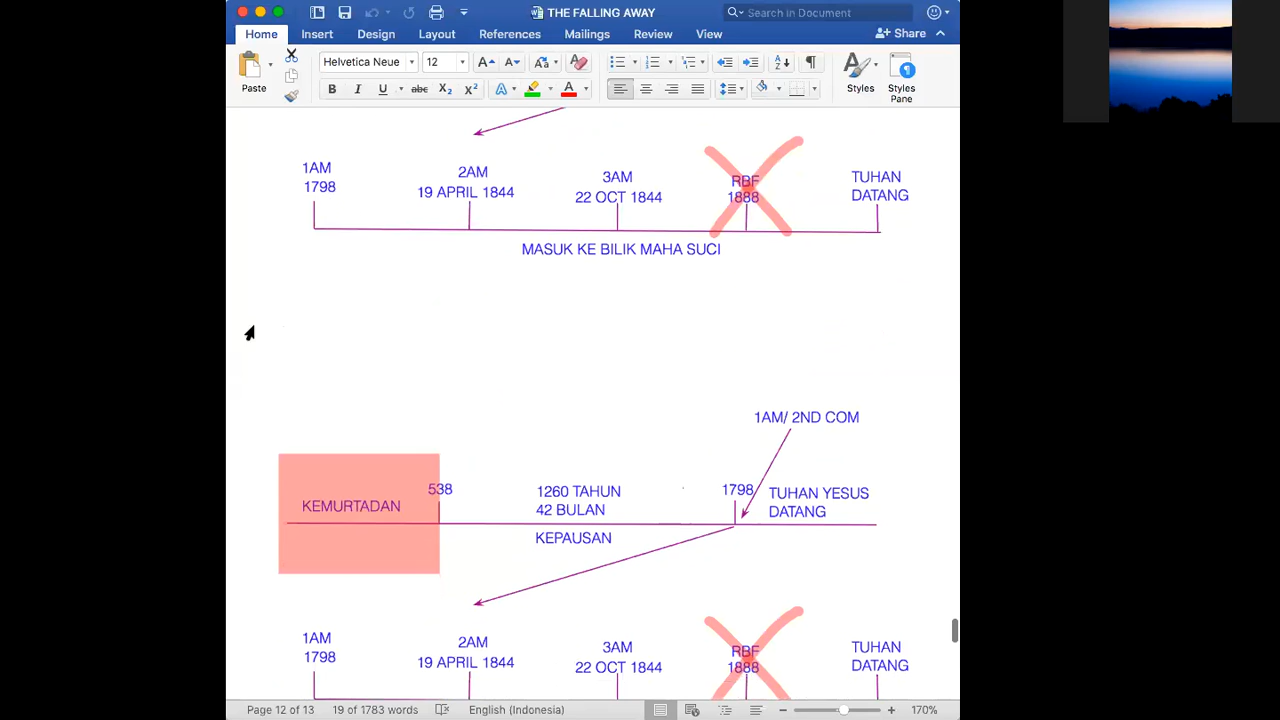 THE FALLING AWAY
Search in Document
Home Insert Design Layout References Mailings Review View Share
Paste
Helvetica Neue 12
B I U abc X2 X2 A A
Styles
Styles Pane
1AM
1798
2AM
19 APRIL 1844
3AM
22 OCT 1844
RBF
1888
TUHAN
DATANG
MASUK KE BILIK MAHA SUCI
1AM/ 2ND COM
KEMURTADAN
538
1260 TAHUN
42 BULAN
KEPAUSAN
1798
TUHAN YESUS
DATANG
1AM
1798
2AM
19 APRIL 1844
3AM
22 OCT 1844
RBF
1888
TUHAN
DATANG
Page 12 of 13 19 of 1783 words English (Indonesia) 170%